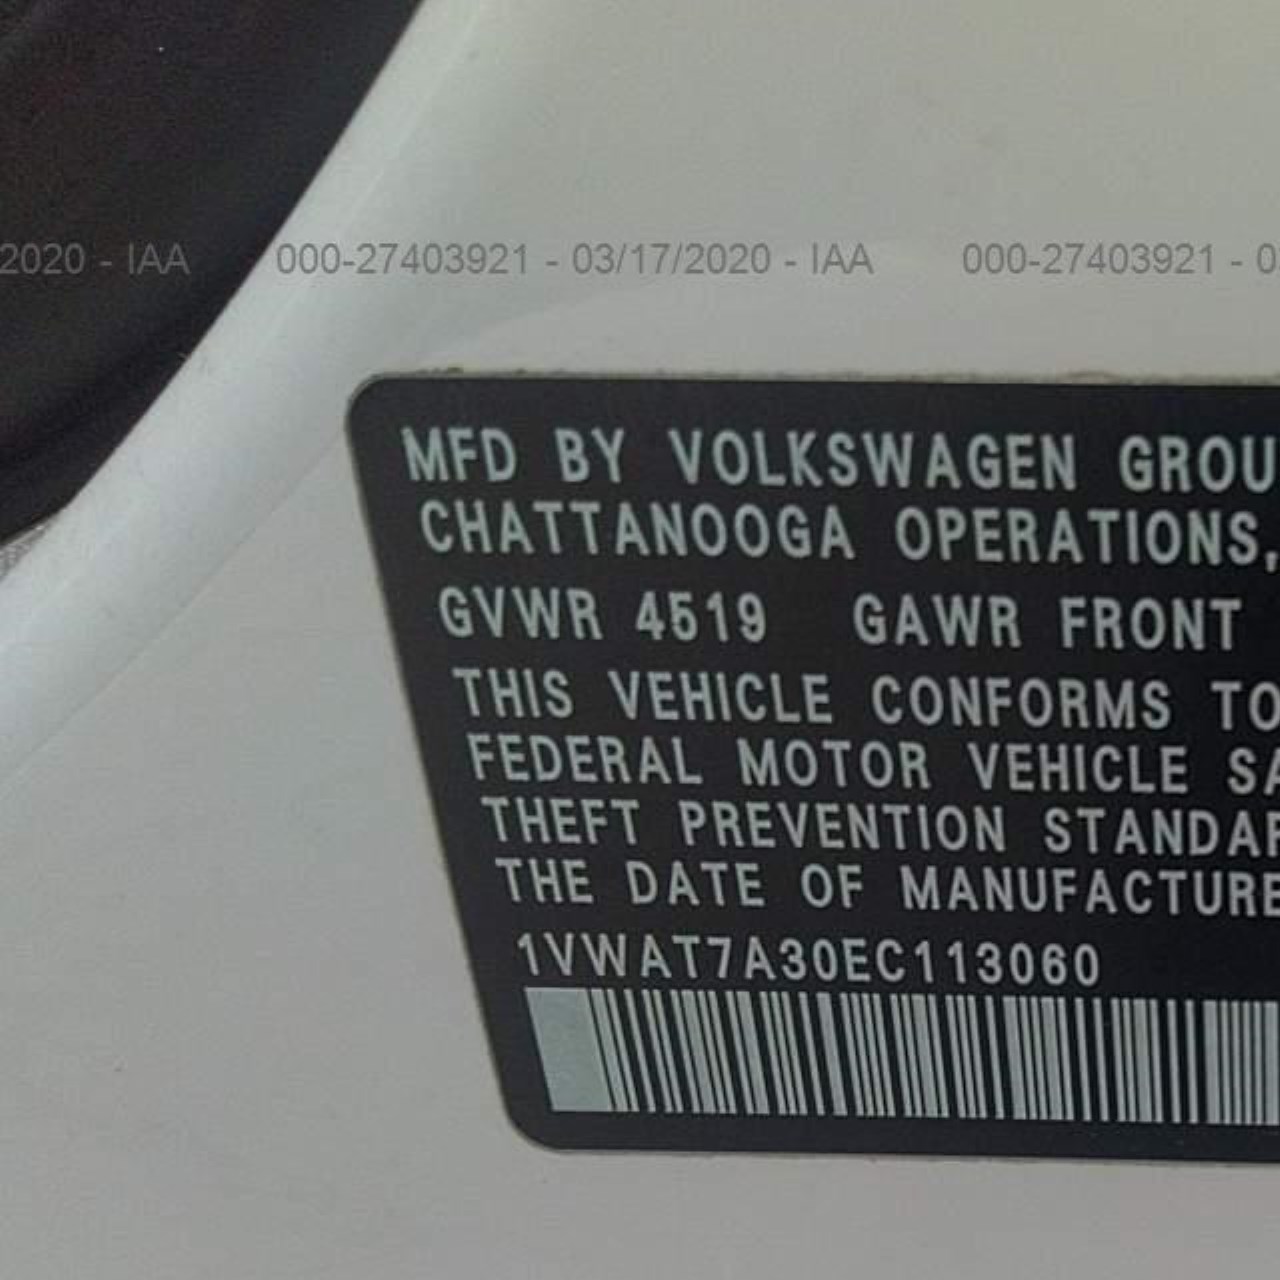 2020 - IAA 000-27403921 - 03/17/2020 - IAA 000-27403921 - 0
MFD BY VOLKSWAGEN GROU
CHATTANOOGA OPERATIONS,
GVWR 4519 GAWR FRONT
THIS VEHICLE CONFORMS TO
FEDERAL MOTOR VEHICLE SA
THEFT PREVENTION STANDAR
THE DATE OF MANUFACTURE
1VWAT7A30EC113060